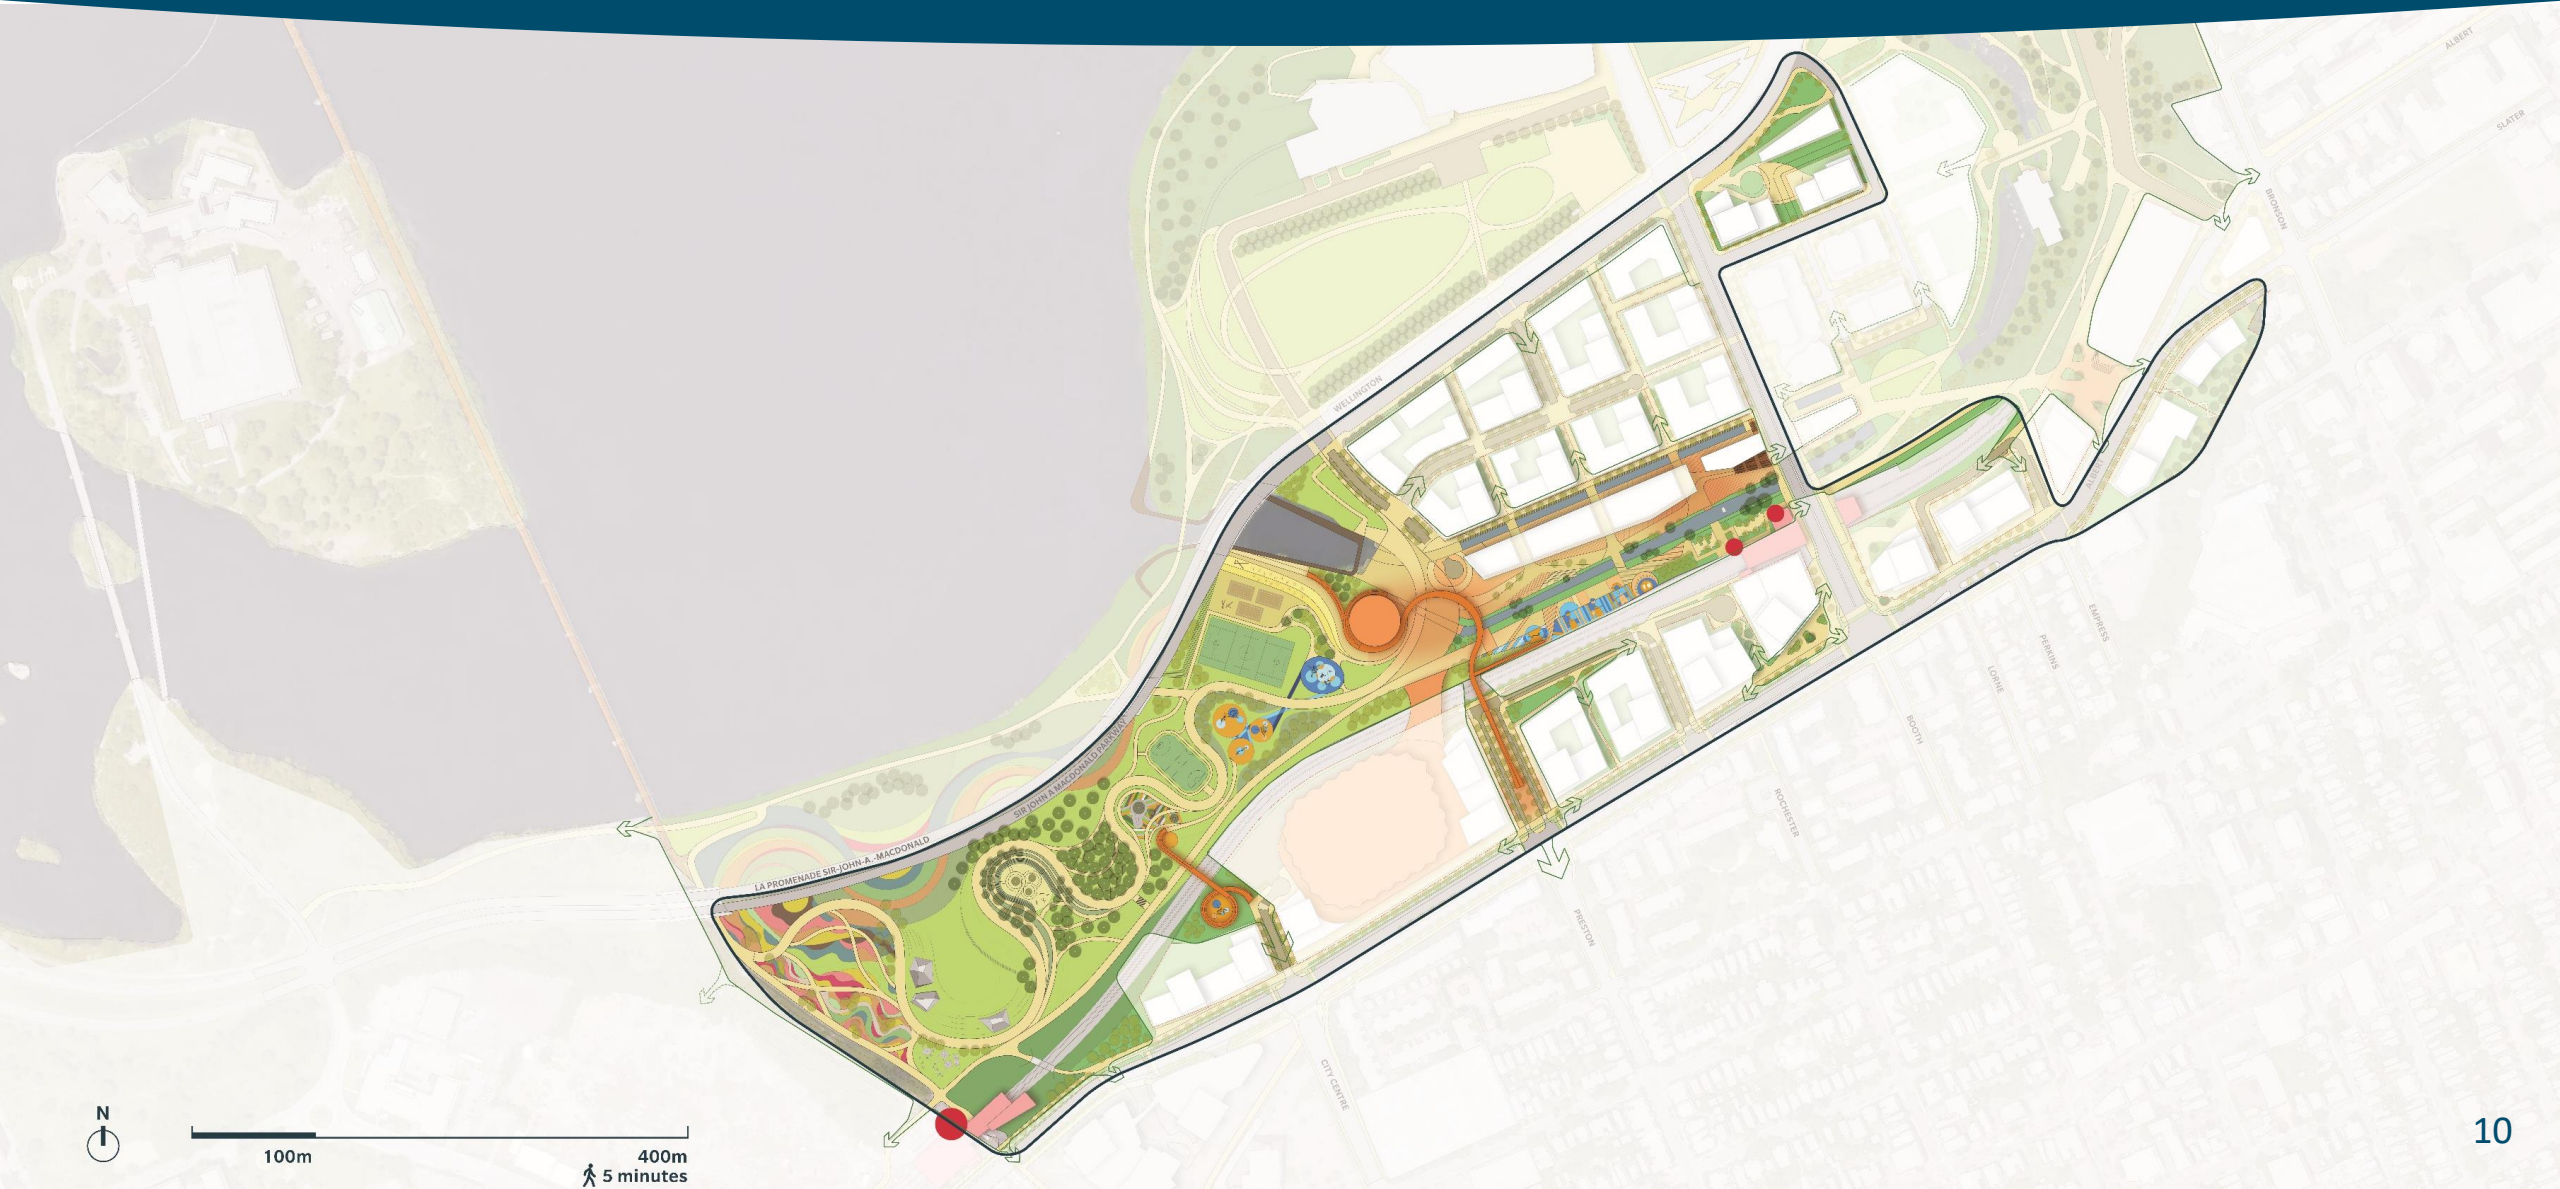 ALBERT
SLATER
BRONSON
WELLINGTON
ALBERT
EMPRESS
PERKINS
LORNE
BOOTH
SIR JOHN A MACDONALD PARKWAY
ROCHESTER
LA PROMENADE SIR-JOHN-A.-MACDONALD
PRESTON
CITY CENTRE
N
100m
400m
5 minutes
10